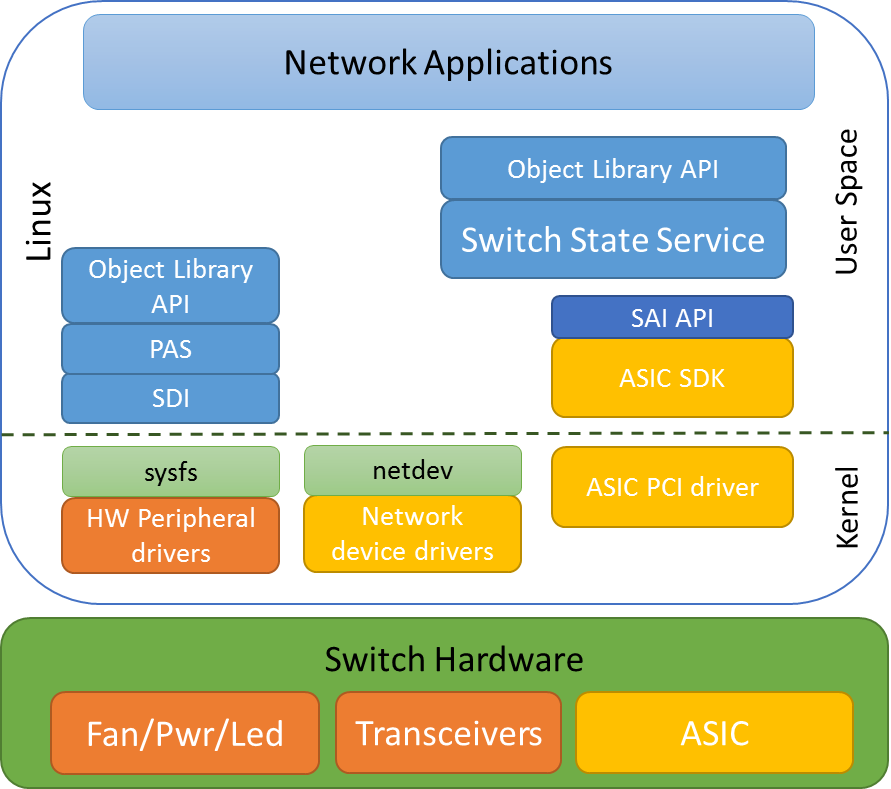 Network Applications
Linux
User Space
Object Library API
Switch State Service
Object Library
API
PAS
SDI
SAI API
ASIC SDK
sysfs
HW Peripheral
drivers
netdev
Network
device drivers
ASIC PCI driver
Kernel
Switch Hardware
Fan/Pwr/Led
Transceivers
ASIC